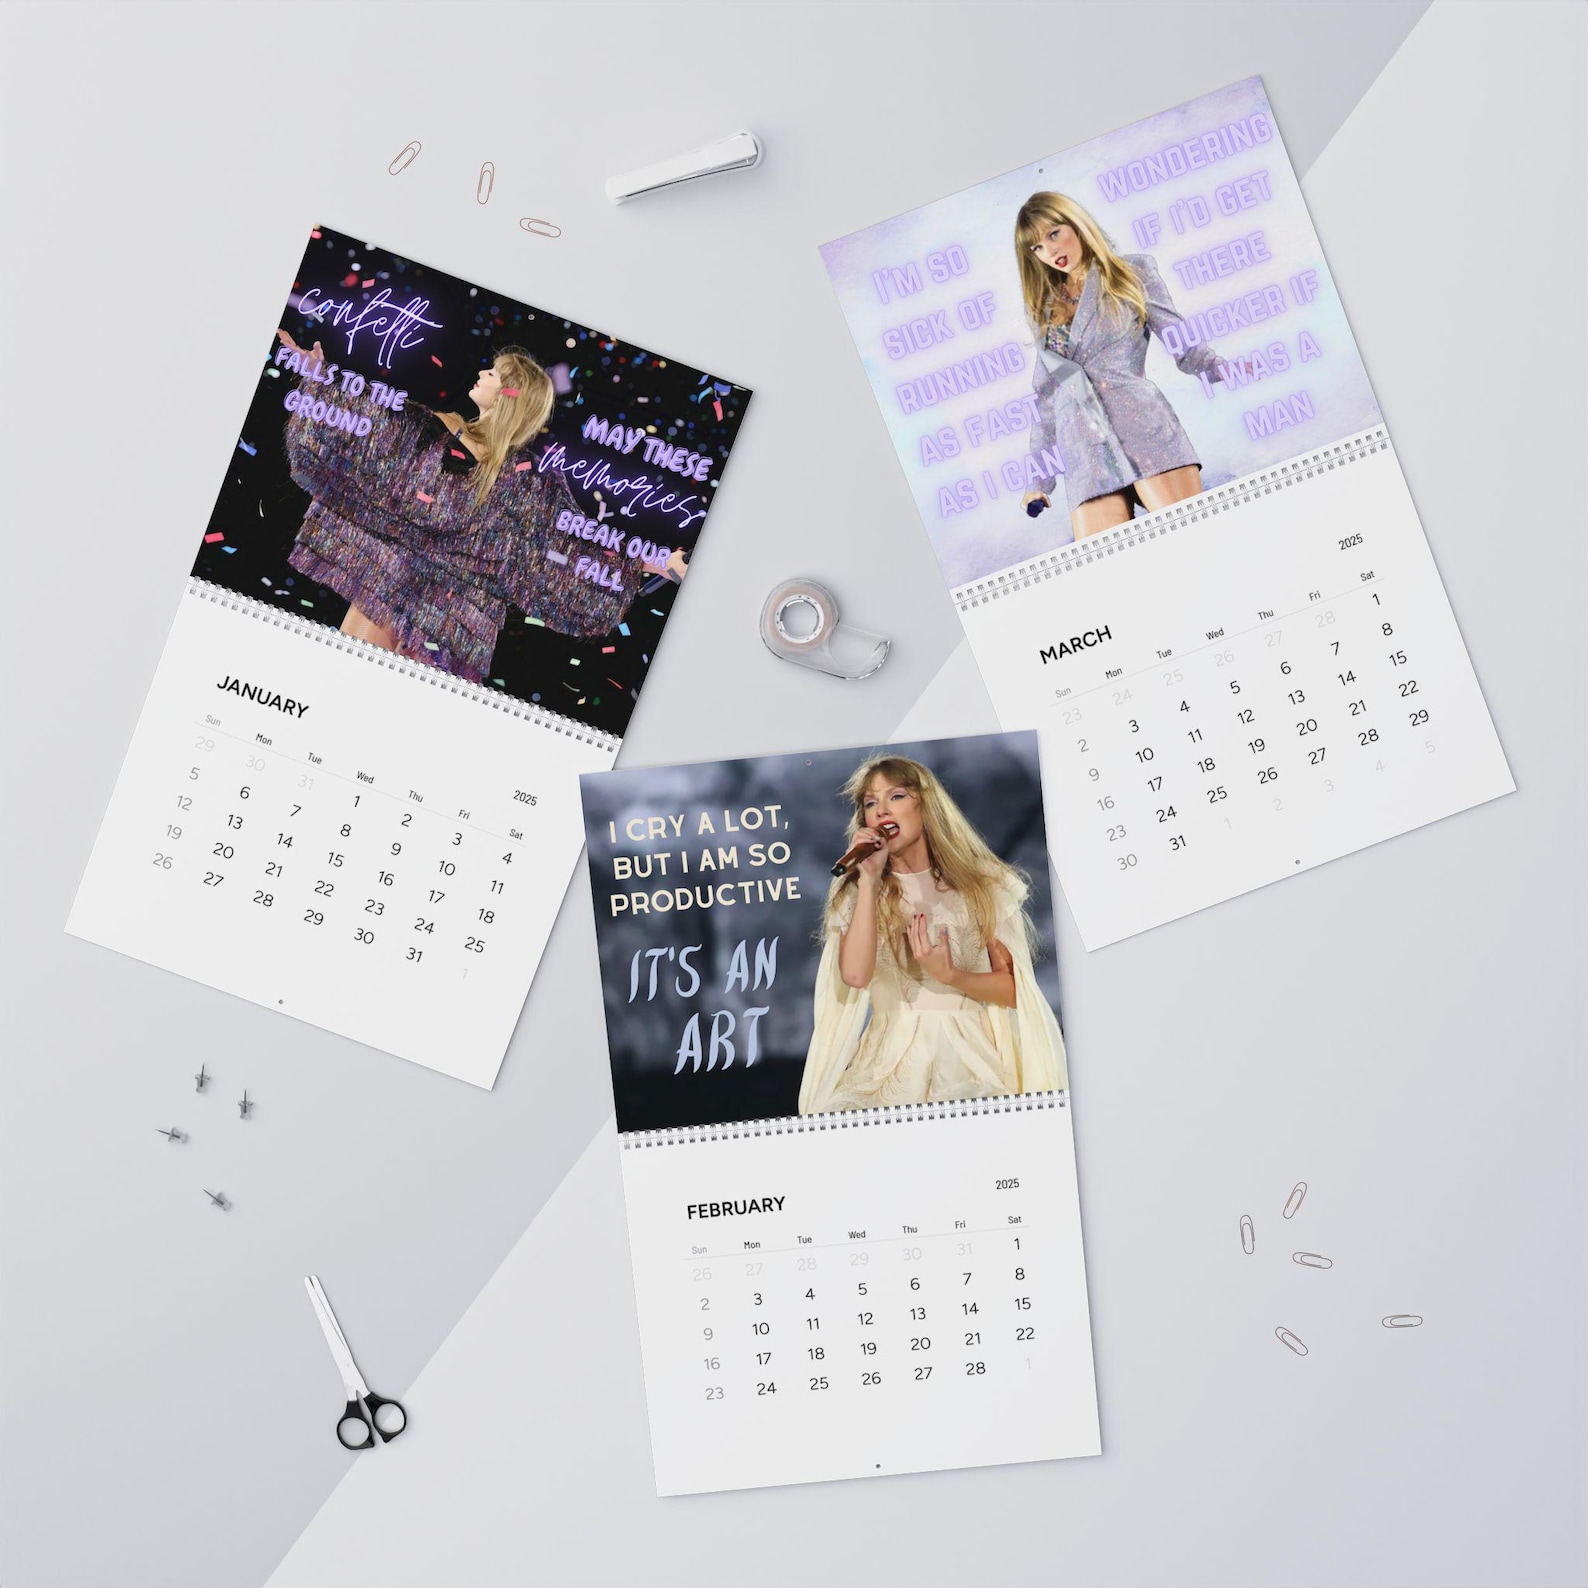 confetti
FALLS TO THE
GROUND
MAY THESE
memories
BREAK OUR
FALL
JANUARY
2025
Sun Mon Tue Wed Thu Fri Sat
29 30 31 1 2 3 4
5 6 7 8 9 10 11
12 13 14 15 16 17 18
19 20 21 22 23 24 25
26 27 28 29 30 31 1
I'M SO
SICK OF
RUNNING
AS FAST
AS I CAN
WONDERING
IF I'D GET
THERE
QUICKER IF
I WAS A
MAN
MARCH
2025
Sun Mon Tue Wed Thu Fri Sat
23 24 25 26 27 28 1
2 3 4 5 6 7 8
9 10 11 12 13 14 15
16 17 18 19 20 21 22
23 24 25 26 27 28 29
30 31 1 2 3 4 5
I CRY A LOT,
BUT I AM SO
PRODUCTIVE
IT'S AN
ART
FEBRUARY
2025
Sun Mon Tue Wed Thu Fri Sat
26 27 28 29 30 31 1
2 3 4 5 6 7 8
9 10 11 12 13 14 15
16 17 18 19 20 21 22
23 24 25 26 27 28 1